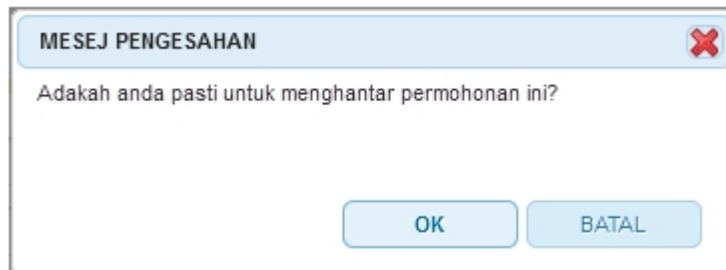 MESEJ PENGESAHAN
Adakah anda pasti untuk menghantar permohonan ini?
OK
BATAL